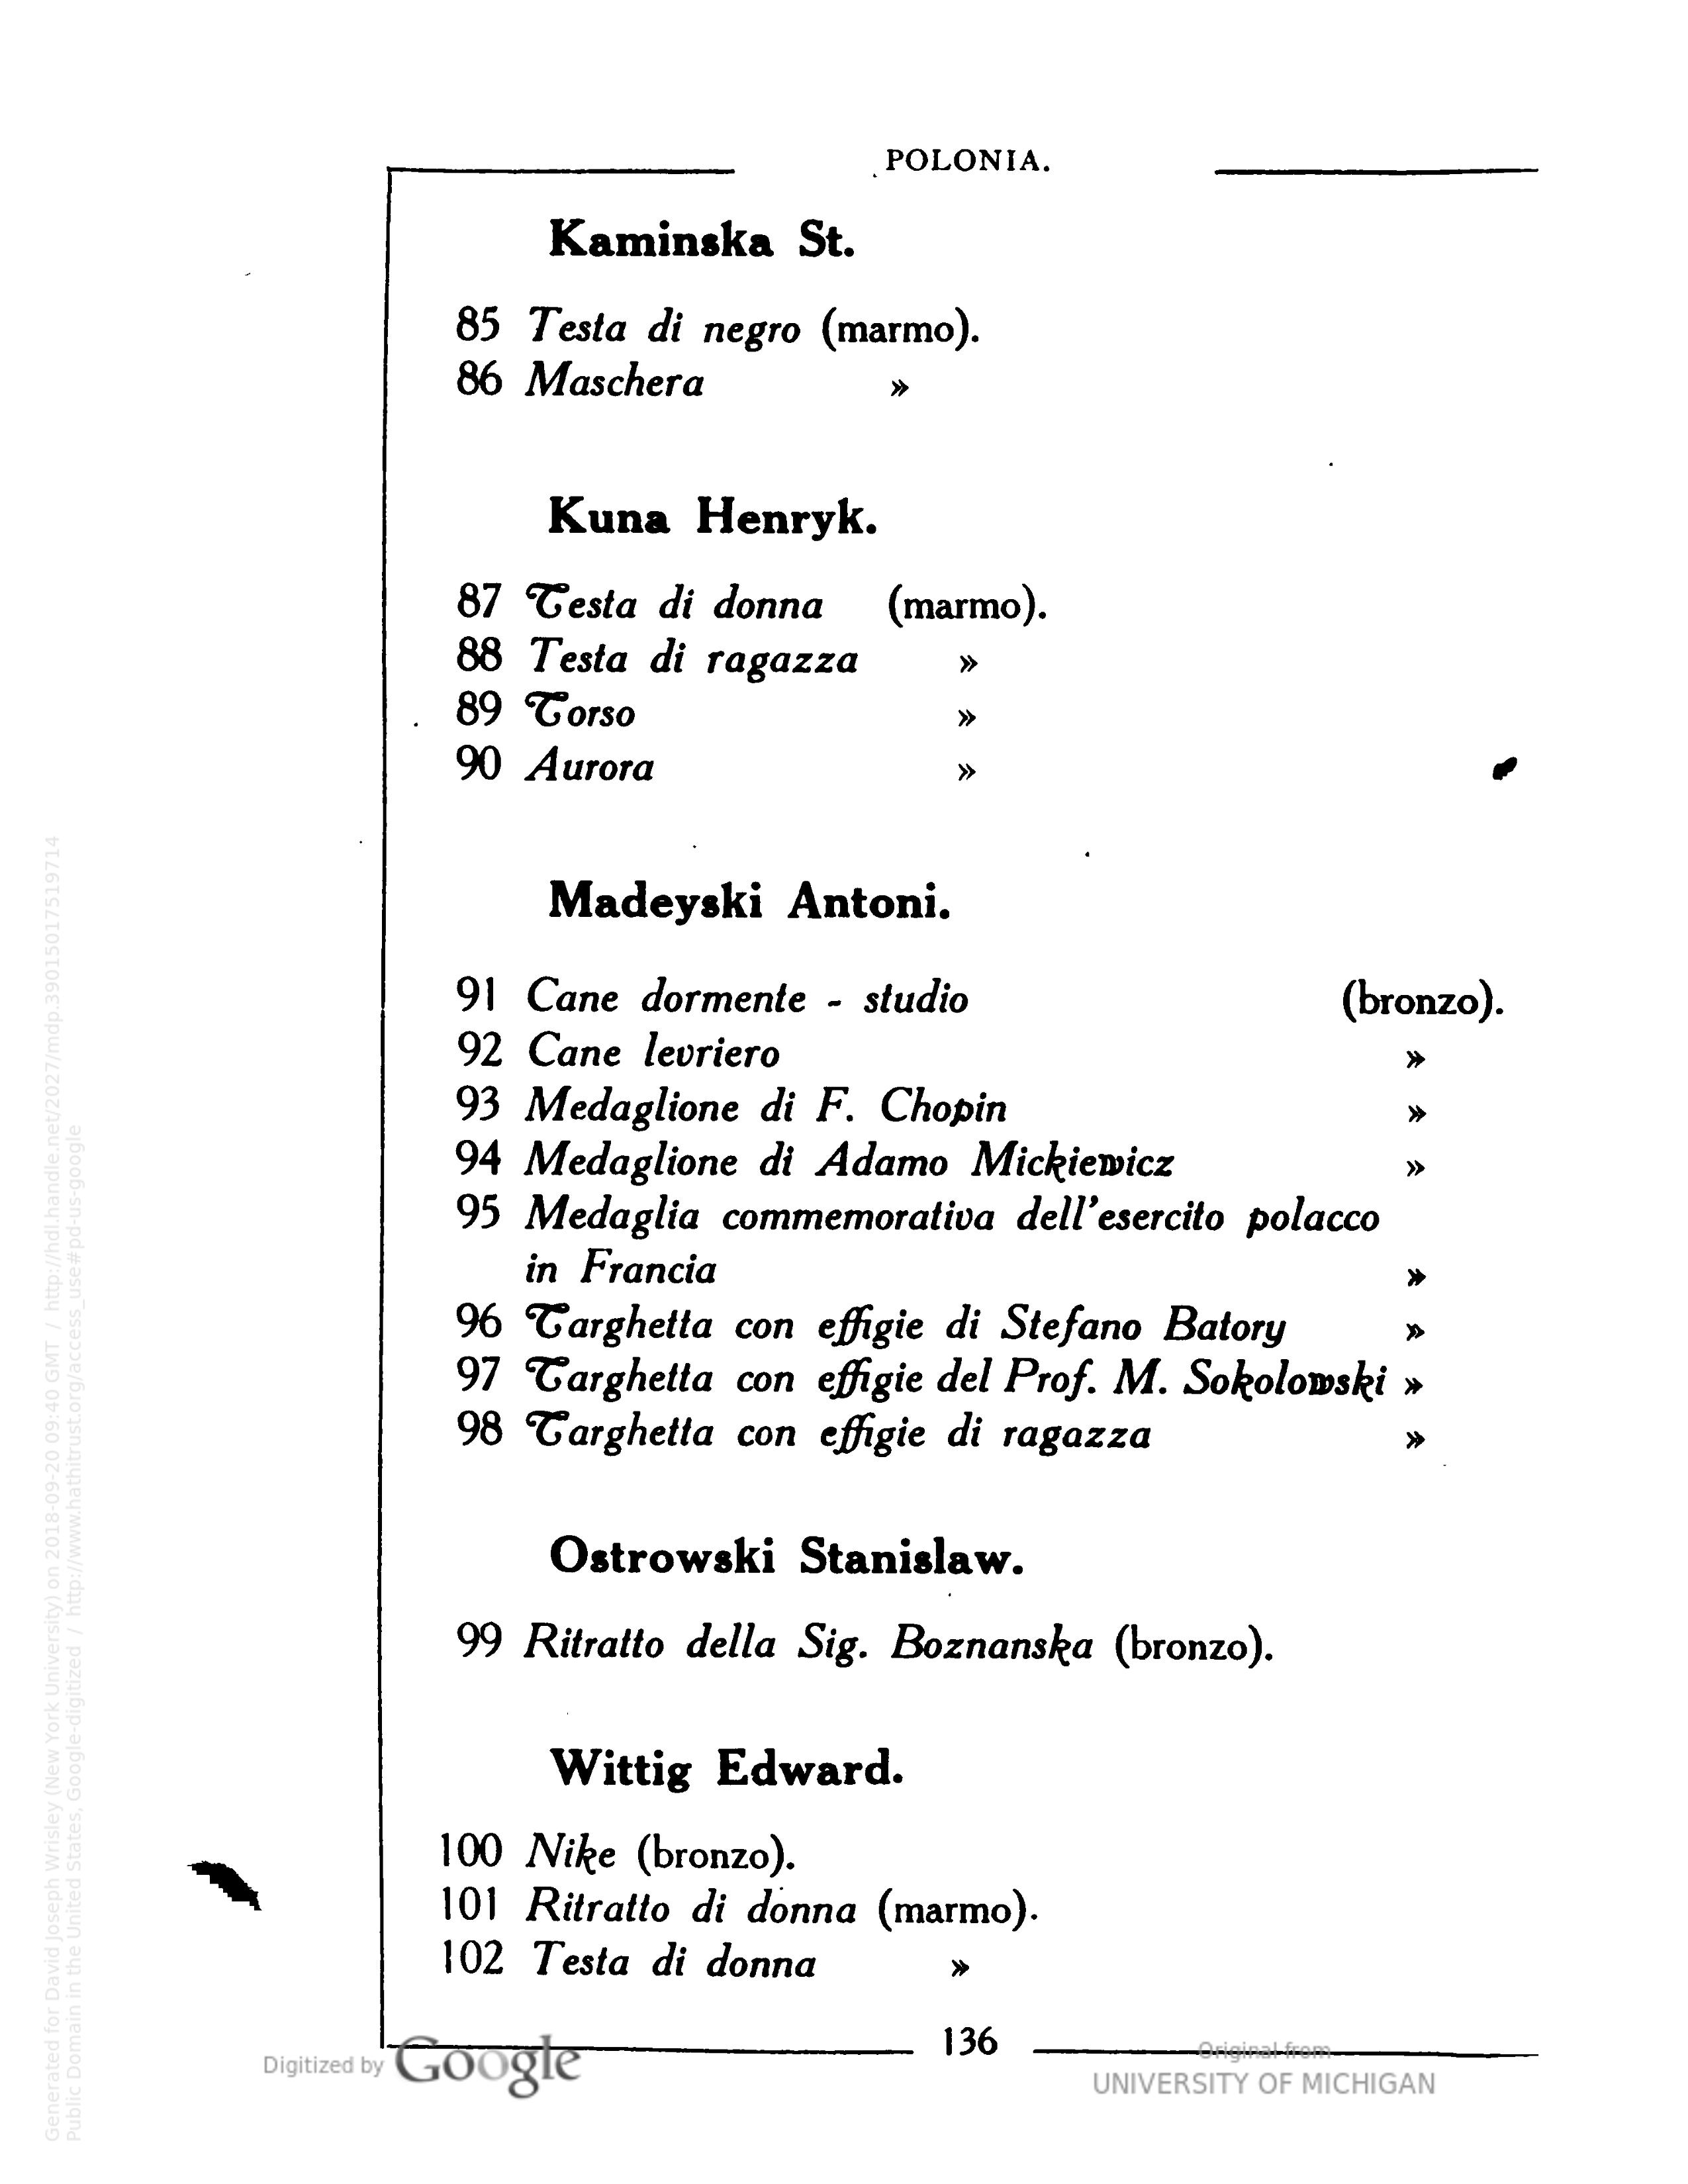 POLONIA.
Kaminska St.
85 Testa di negro (marmo).
86 Maschera »
Kuna Henryk.
87 Testa di donna (marmo).
88 Testa di ragazza »
89 Torso »
90 Aurora »
Madeyski Antoni.
91 Cane dormente - studio (bronzo).
92 Cane levriero »
93 Medaglione di F. Chopin »
94 Medaglione di Adamo Mickiewicz »
95 Medaglia commemorativa dell'esercito polacco
in Francia »
96 Targhetta con effigie di Stefano Batory »
97 Targhetta con effigie del Prof. M. Sokolowski »
98 Targhetta con effigie di ragazza »
Ostrowski Stanislaw.
99 Ritratto della Sig. Boznanska (bronzo).
Wittig Edward.
100 Nike (bronzo).
101 Ritratto di donna (marmo).
102 Testa di donna »
136
Digitized by Google
Original from
UNIVERSITY OF MICHIGAN
Generated for David Joseph Wrisley (New York University) on 2018-09-20 09:40 GMT / http://hdl.handle.net/2027/mdp.39015017519714
Public Domain in the United States, Google-digitized / http://www.hathitrust.org/access_use#pd-us-google